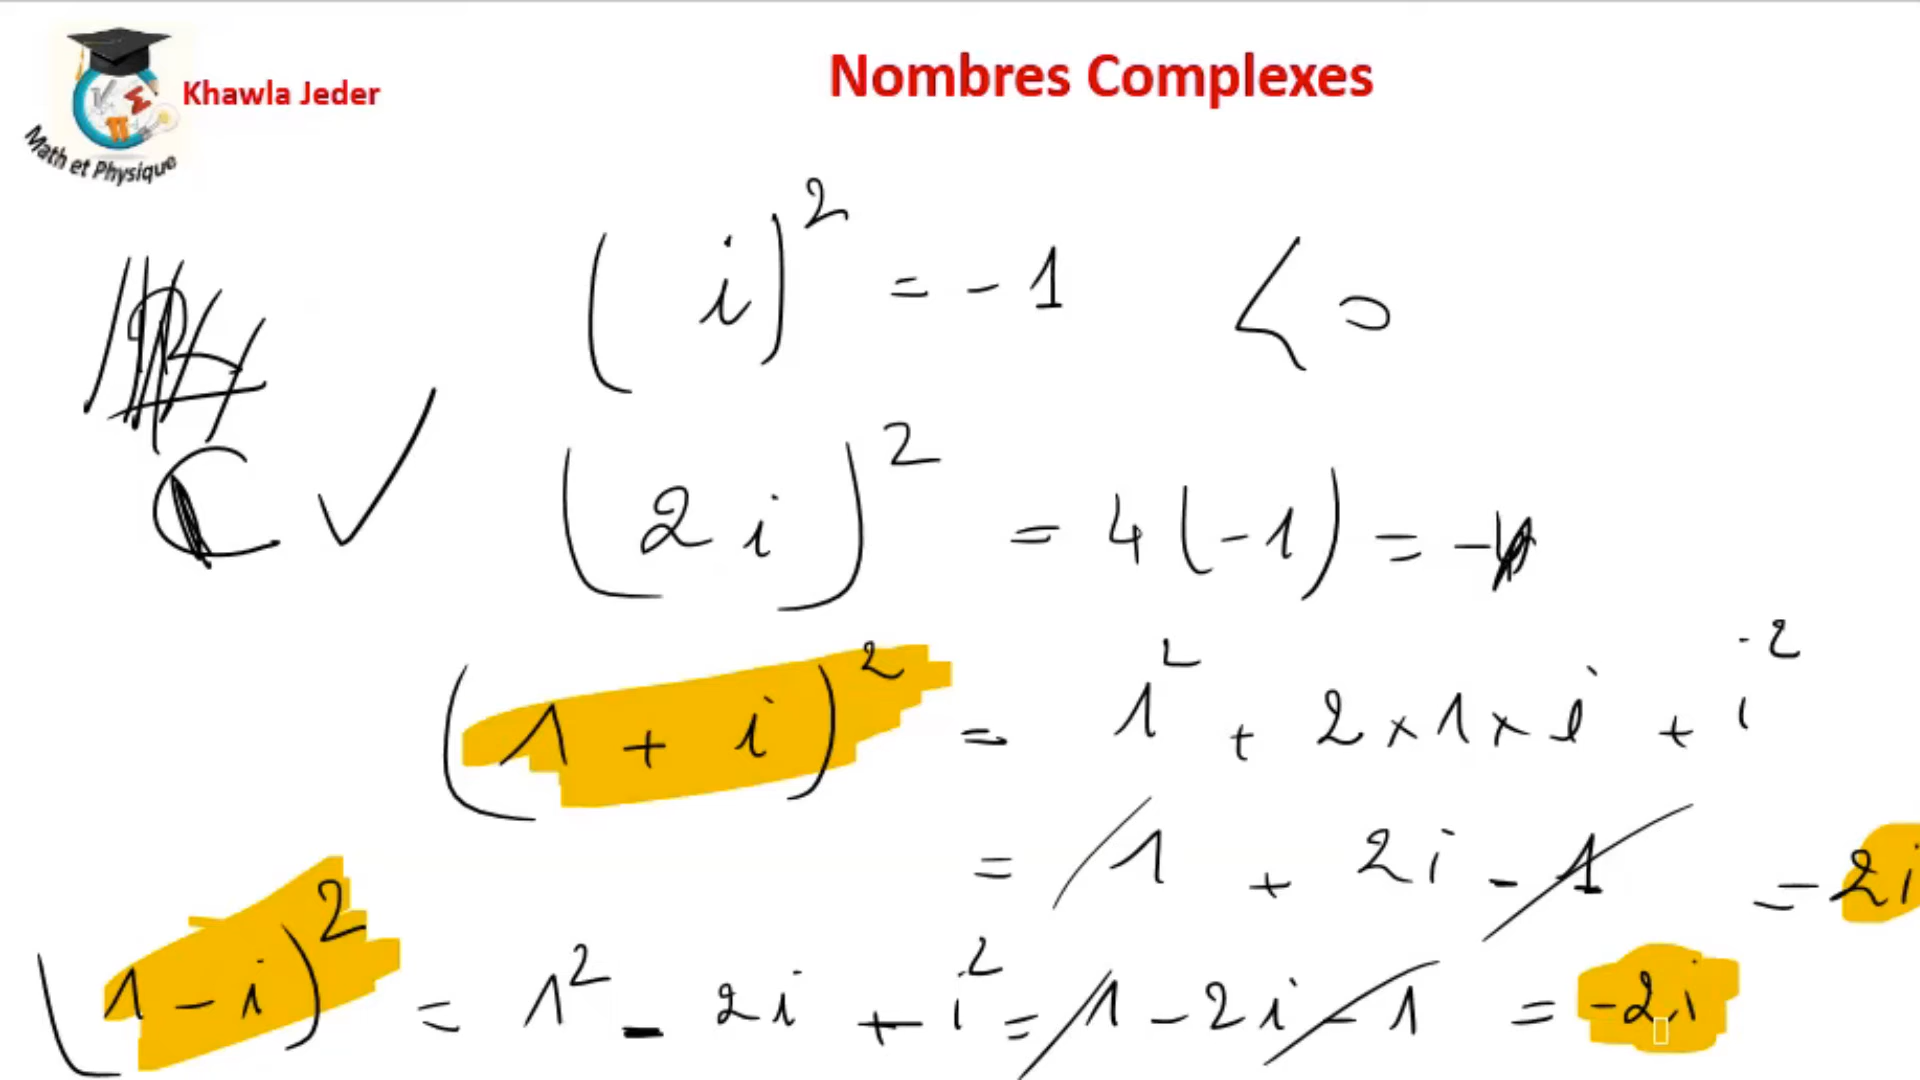 Khawla Jeder
Nombres Complexes
Math et Physique
(i)² = -1 < 0
ℂ ✓
(2i)² = 4(-1) = -4
(1 + i)² = 1² + 2×1×i + i²
= 1 + 2i - 1 = 2i
(1 - i)² = 1² - 2i + i² = 1 - 2i - 1 = -2i